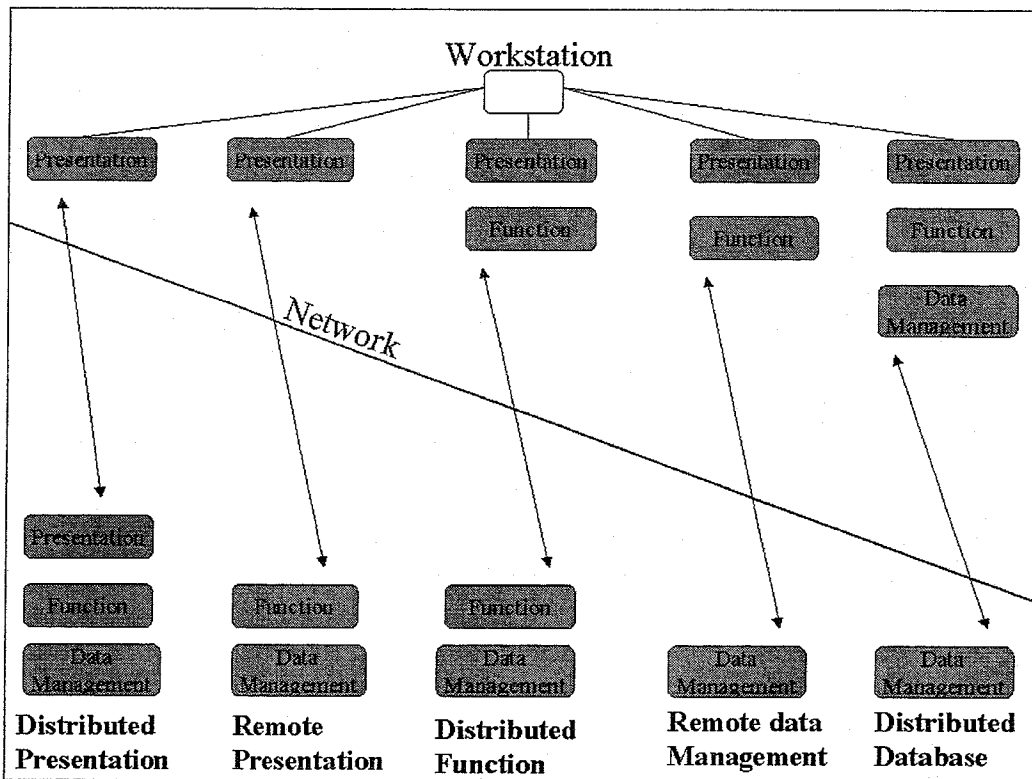 Workstation
Presentation
Presentation
Presentation
Presentation
Presentation
Function
Function
Function
Data
Management
Network
Presentation
Function
Function
Function
Data
Management
Data
Management
Data
Management
Data
Management
Data
Management
Distributed
Presentation
Remote
Presentation
Distributed
Function
Remote data
Management
Distributed
Database